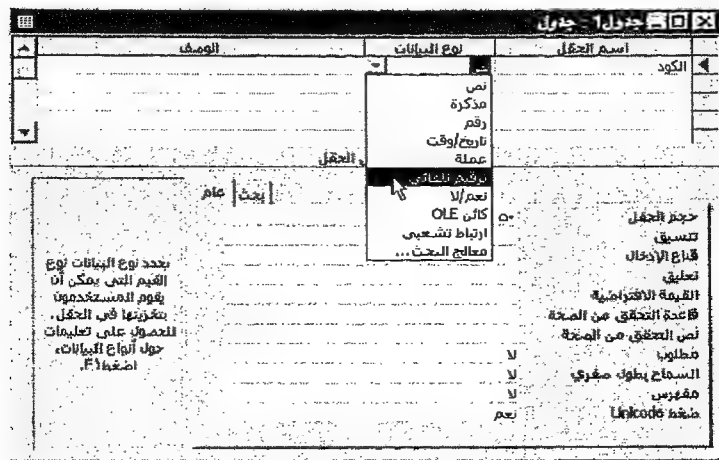 جدول1 - جدول
اسم الحقل نوع البيانات الوصف
الكود
نص
مذكرة
رقم
تاريخ/وقت
عملة
ترقيم تلقائي
نعم/لا
كائن OLE
ارتباط تشعبي
معالج البحث...
الحقل
عام بحث
حجم الحقل ٥٠
تنسيق
قناع الإدخال
تعليق
القيمة الافتراضية
قاعدة التحقق من الصحة
نص التحقق من الصحة
مطلوب لا
السماح بطول صفري لا
مفهرس لا
ضغط Unicode نعم
يحدد نوع البيانات نوع
القيم التي يمكن أن
يقوم المستخدمون
بتخزينها في الحقل.
للحصول على تعليمات
حول أنواع البيانات،
اضغط F1.